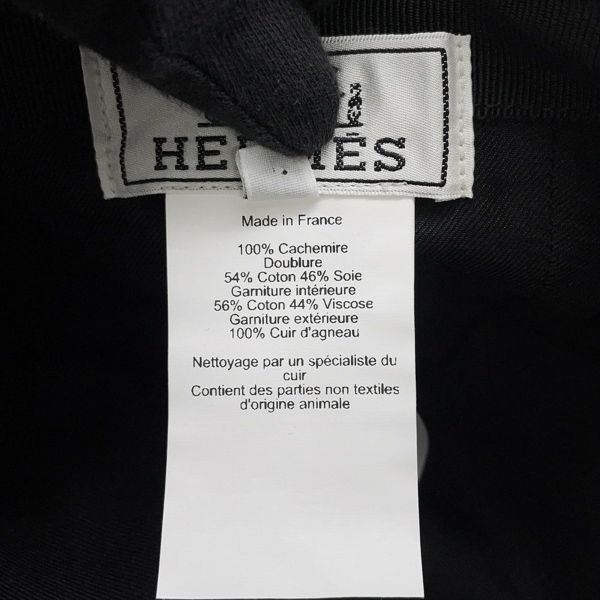 HERMÈS
Made in France
100% Cachemire
Doublure
54% Coton 46% Soie
Garniture intérieure
56% Coton 44% Viscose
Garniture extérieure
100% Cuir d'agneau
Nettoyage par un spécialiste du
cuir
Contient des parties non textiles
d'origine animale